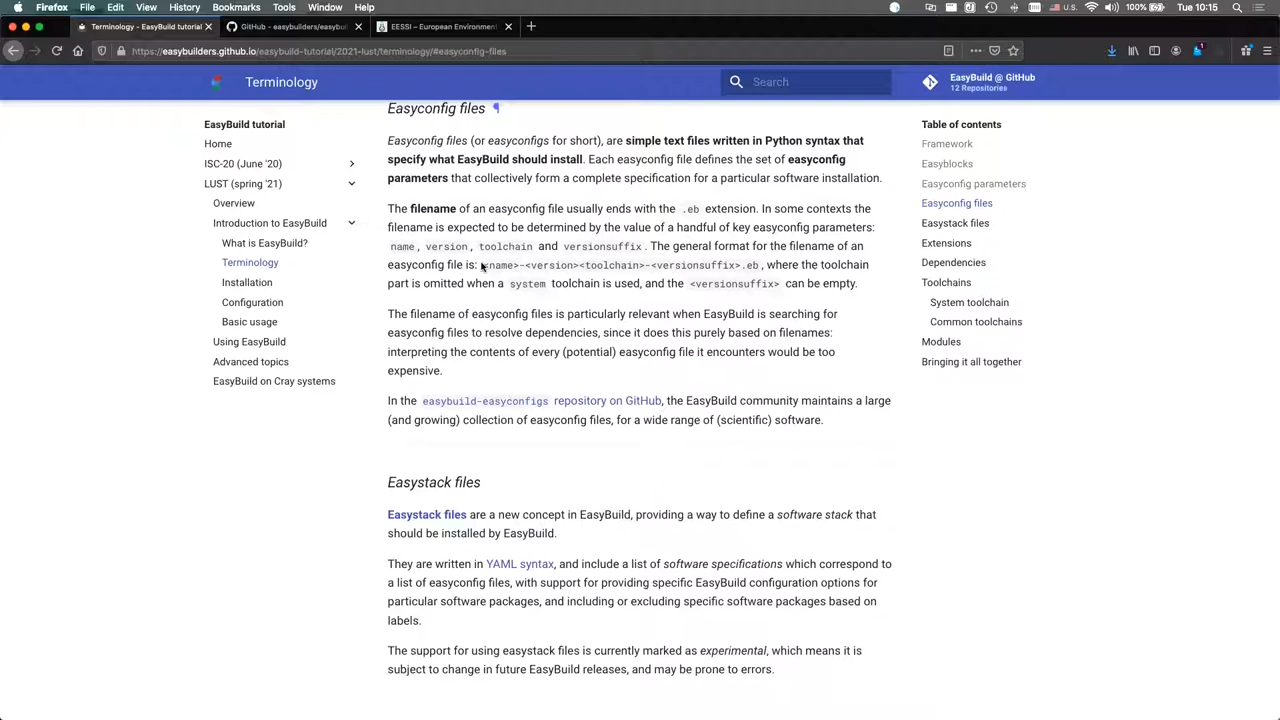 Firefox File Edit View History Bookmarks Tools Window Help 100% Tue 10:15
Terminology - EasyBuild tutorial GitHub - easybuilders/easybui EESSI – European Environment
https://easybuilders.github.io/easybuild-tutorial/2021-lust/terminology/#easyconfig-files
Terminology Search EasyBuild @ GitHub
12 Repositories
EasyBuild tutorial
Home
ISC-20 (June '20)
LUST (spring '21)
Overview
Introduction to EasyBuild
What is EasyBuild?
Terminology
Installation
Configuration
Basic usage
Using EasyBuild
Advanced topics
EasyBuild on Cray systems
Easyconfig files ¶
Easyconfig files (or easyconfigs for short), are simple text files written in Python syntax that
specify what EasyBuild should install. Each easyconfig file defines the set of easyconfig
parameters that collectively form a complete specification for a particular software installation.
The filename of an easyconfig file usually ends with the .eb extension. In some contexts the
filename is expected to be determined by the value of a handful of key easyconfig parameters:
name, version, toolchain and versionsuffix. The general format for the filename of an
easyconfig file is: <name>-<version><toolchain>-<versionsuffix>.eb, where the toolchain
part is omitted when a system toolchain is used, and the <versionsuffix> can be empty.
The filename of easyconfig files is particularly relevant when EasyBuild is searching for
easyconfig files to resolve dependencies, since it does this purely based on filenames:
interpreting the contents of every (potential) easyconfig file it encounters would be too
expensive.
In the easybuild-easyconfigs repository on GitHub, the EasyBuild community maintains a large
(and growing) collection of easyconfig files, for a wide range of (scientific) software.
Easystack files
Easystack files are a new concept in EasyBuild, providing a way to define a software stack that
should be installed by EasyBuild.
They are written in YAML syntax, and include a list of software specifications which correspond to
a list of easyconfig files, with support for providing specific EasyBuild configuration options for
particular software packages, and including or excluding specific software packages based on
labels.
The support for using easystack files is currently marked as experimental, which means it is
subject to change in future EasyBuild releases, and may be prone to errors.
Table of contents
Framework
Easyblocks
Easyconfig parameters
Easyconfig files
Easystack files
Extensions
Dependencies
Toolchains
System toolchain
Common toolchains
Modules
Bringing it all together